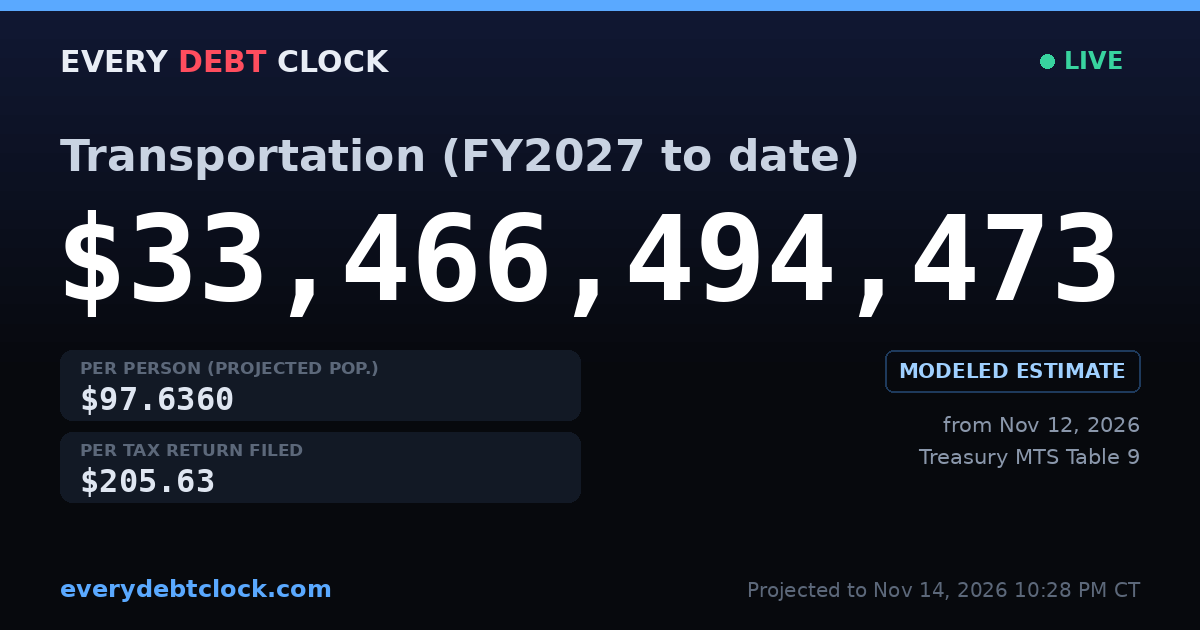 EVERY DEBT CLOCK
LIVE
Transportation (FY2027 to date)
$33,466,494,473
PER PERSON (PROJECTED POP.)
$97.6360
PER TAX RETURN FILED
$205.63
MODELED ESTIMATE
from Nov 12, 2026
Treasury MTS Table 9
everydebtclock.com
Projected to Nov 14, 2026 10:28 PM CT